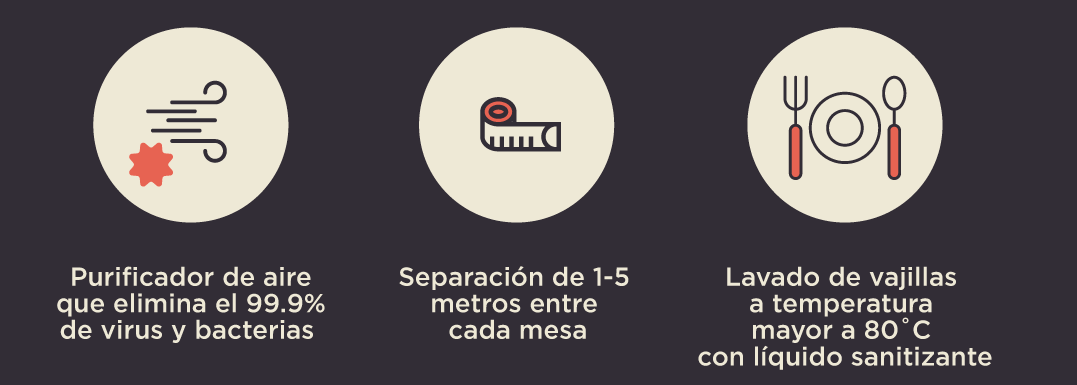 Purificador de aire
que elimina el 99.9%
de virus y bacterias
Separación de 1-5
metros entre
cada mesa
Lavado de vajillas
a temperatura
mayor a 80˚C
con líquido sanitizante